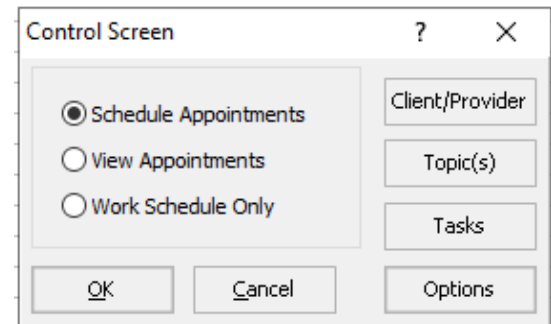 Control Screen ? X
Schedule Appointments
View Appointments
Work Schedule Only
Client/Provider
Topic(s)
Tasks
OK Cancel Options